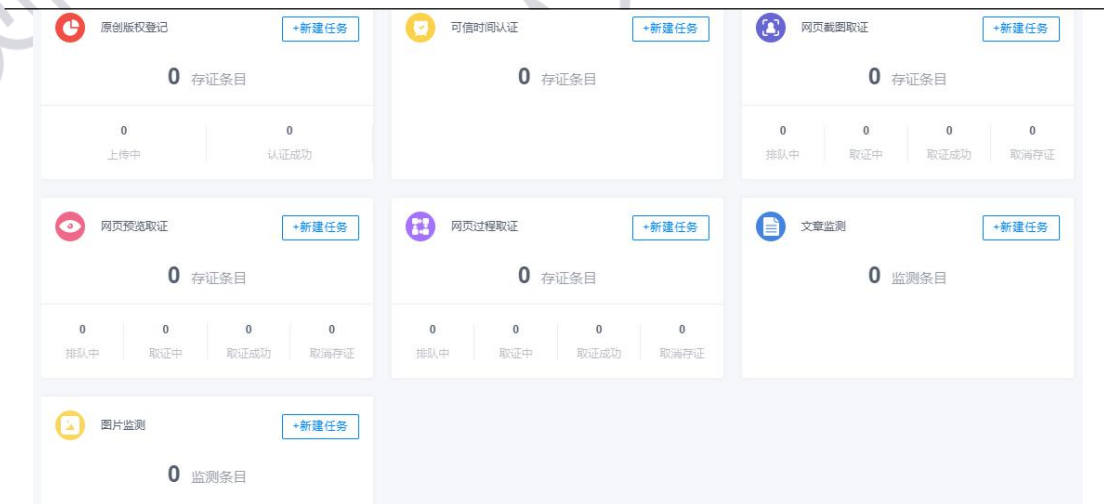 原创版权登记
+新建任务
0 存证条目
0
上传中
0
认证成功
可信时间认证
+新建任务
0 存证条目
网页截图取证
+新建任务
0 存证条目
0
排队中
0
取证中
0
取证成功
0
取消存证
网页预览取证
+新建任务
0 存证条目
0
排队中
0
取证中
0
取证成功
0
取消存证
网页过程取证
+新建任务
0 存证条目
0
排队中
0
取证中
0
取证成功
0
取消存证
文章监测
+新建任务
0 监测条目
图片监测
+新建任务
0 监测条目